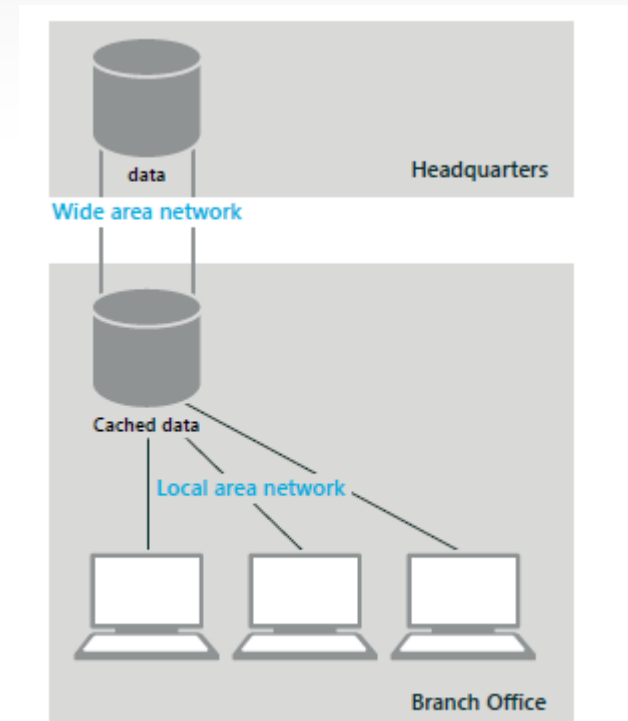 data
Headquarters
Wide area network
Cached data
Local area network
Branch Office